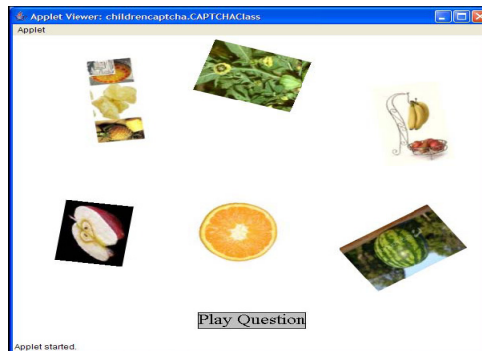 Applet Viewer: childrencaptcha.CAPTCHAClass
Applet
Play Question
Applet started.